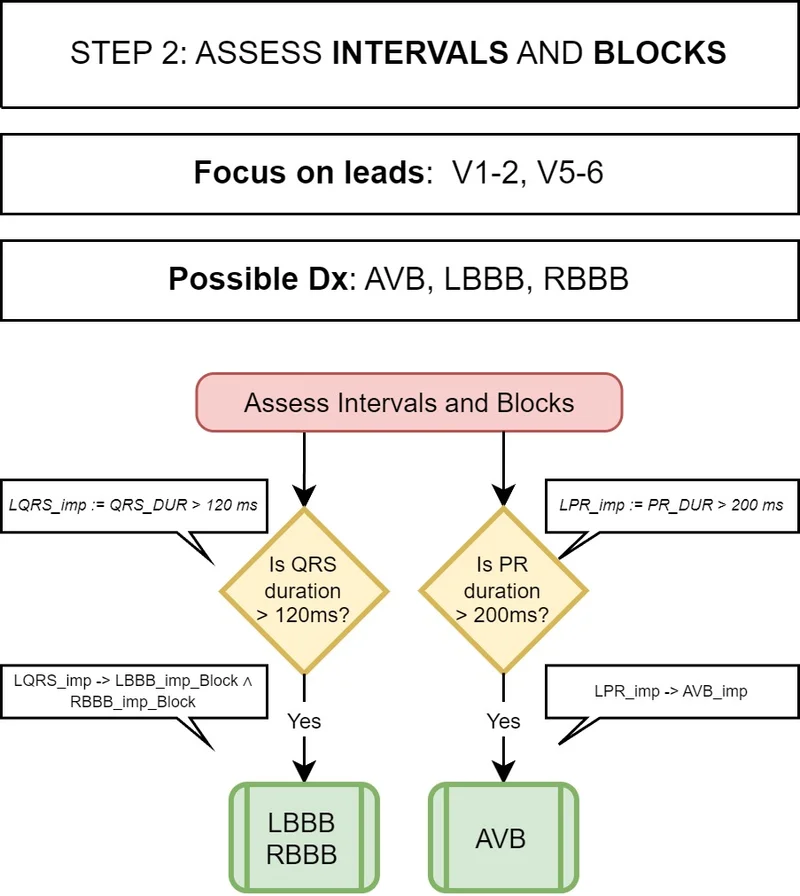 STEP 2: ASSESS INTERVALS AND BLOCKS
Focus on leads: V1-2, V5-6
Possible Dx: AVB, LBBB, RBBB
Assess Intervals and Blocks
LQRS_imp := QRS_DUR > 120 ms
LPR_imp := PR_DUR > 200 ms
Is QRS
duration
> 120ms?
Is PR
duration
> 200ms?
LQRS_imp -> LBBB_imp_Block ∧
RBBB_imp_Block
LPR_imp -> AVB_imp
Yes
Yes
LBBB
RBBB
AVB